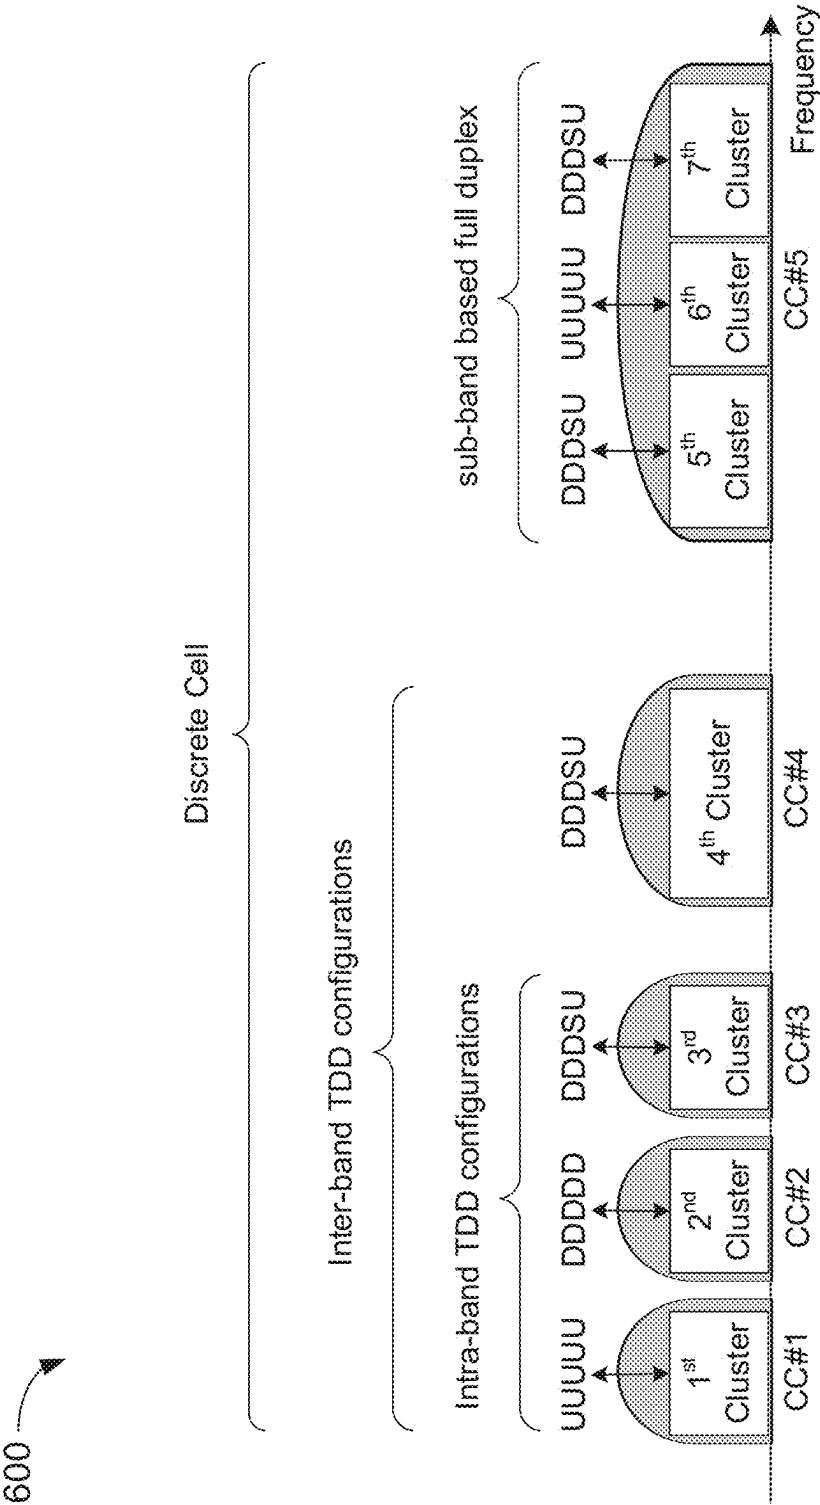 600
Discrete Cell
Inter-band TDD configurations
Intra-band TDD configurations
sub-band based full duplex
UUUUU
DDDDD
DDDSU
DDDSU
DDDSU
UUUUU
DDDSU
1st
Cluster
2nd
Cluster
3rd
Cluster
4th Cluster
5th
Cluster
6th
Cluster
7th
Cluster
CC#1
CC#2
CC#3
CC#4
CC#5
Frequency